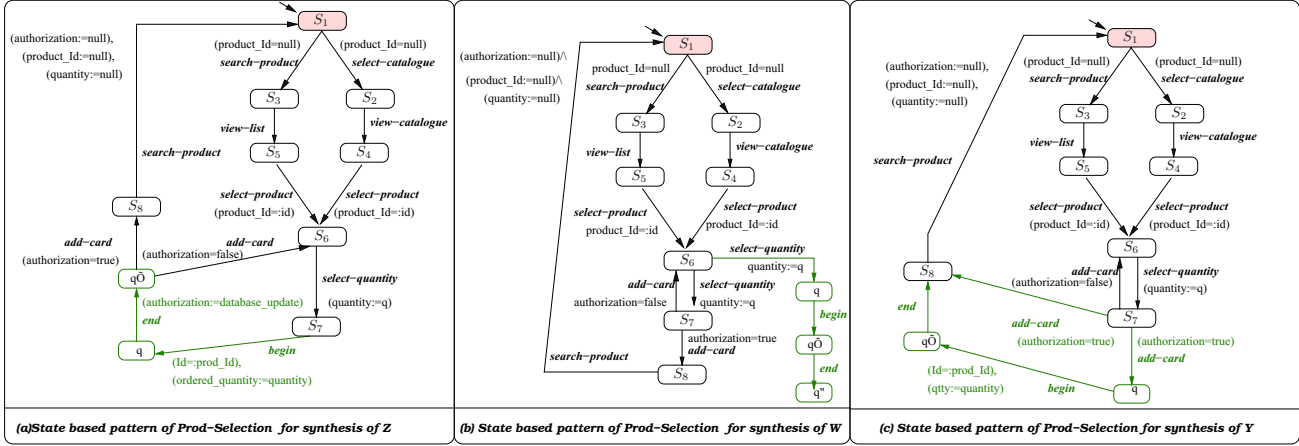 S1
(authorization:=null),
(product_Id:=null),
(quantity:=null)
(product_Id=null)
search−product
(product_Id=null)
select−catalogue
S3
S2
view−list
view−catalogue
S5
S4
select−product
(product_Id=:id)
select−product
(product_Id=:id)
S8
S6
add−card
(authorization=true)
add−card
(authorization=false)
qÕ
select−quantity
(quantity:=q)
(authorization:=database_update)
end
S7
q
begin
(Id=:prod_Id),
(ordered_quantity:=quantity)
(a)State based pattern of Prod−Selection for synthesis of Z
S1
(authorization:=null)/\
(product_Id:=null)/\
(quantity:=null)
product_Id=null
search−product
product_Id=null
select−catalogue
S3
S2
view−list
view−catalogue
S5
S4
select−product
product_Id=:id
select−product
product_Id=:id
S6
select−quantity
quantity:=q
add−card
authorization=false
select−quantity
quantity:=q
q
begin
S7
authorization=true
add−card
qÕ
search−product
S8
end
q"
(b) State based pattern of Prod−Selection for synthesis of W
S1
(authorization:=null),
(product_Id:=null),
(quantity:=null)
(product_Id=null)
search−product
(product_Id=null)
select−catalogue
S3
S2
view−list
view−catalogue
search−product
S5
S4
select−product
(product_Id=:id)
select−product
(product_Id=:id)
S6
S8
add−card
(authorization=false)
select−quantity
(quantity:=q)
end
S7
add−card
(authorization=true)
(authorization=true)
add−card
qÕ
(Id=:prod_Id),
(qtty:=quantity)
begin
q
(c) State based pattern of Prod−Selection for synthesis of Y